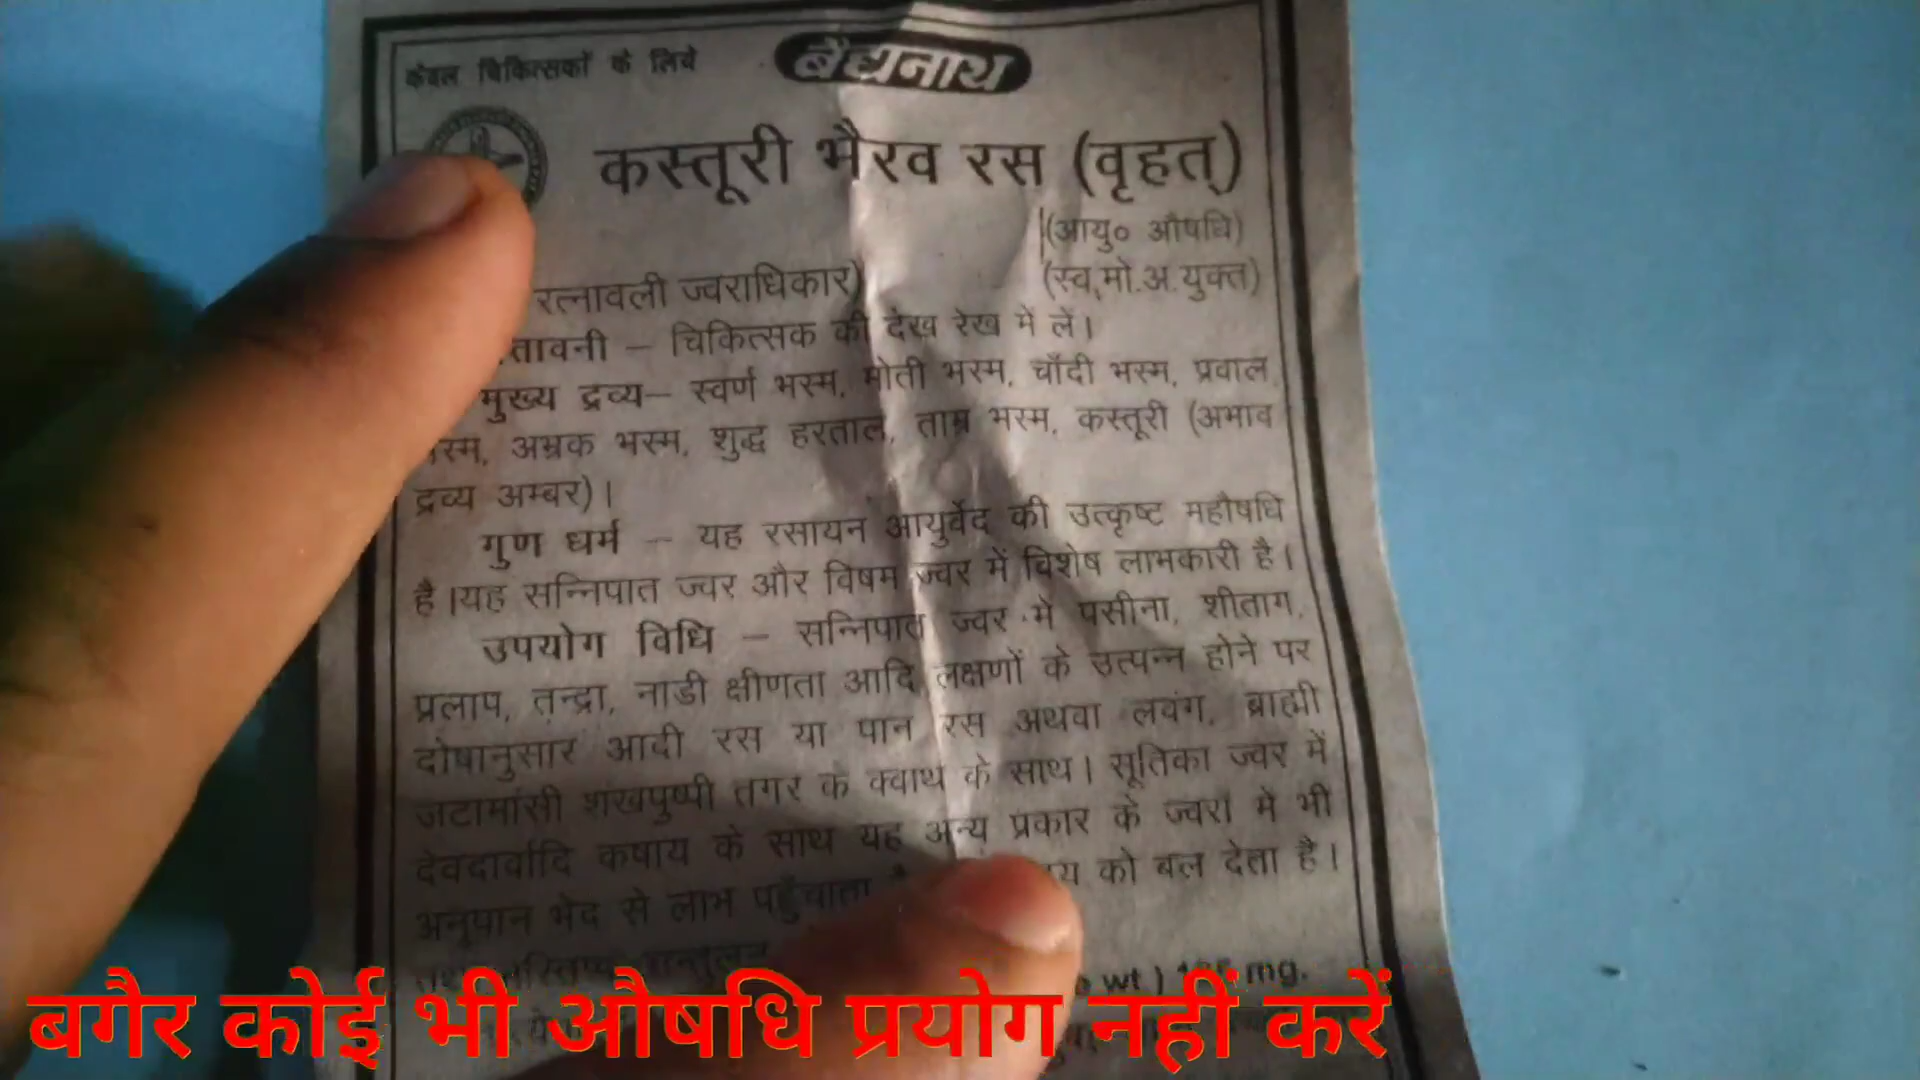 केवल चिकित्सकों के लिये
बैद्यनाथ
कस्तूरी भैरव रस (वृहत्)
(आयु० औषधि)
रत्नावली ज्वराधिकार)
(स्व.मो.अ.युक्त)
तावनी – चिकित्सक की देख रेख में लें।
मुख्य द्रव्य– स्वर्ण भस्म, मोती भस्म, चाँदी भस्म, प्रवाल
स्म, अभ्रक भस्म, शुद्ध हरताल, ताम्र भस्म, कस्तूरी (अभाव
द्रव्य अम्बर)।
गुण धर्म – यह रसायन आयुर्वेद की उत्कृष्ट महौषधि
है।यह सन्निपात ज्वर और विषम ज्वर में विशेष लाभकारी है।
उपयोग विधि – सन्निपात ज्वर में पसीना, शीताग,
प्रलाप, तन्द्रा, नाडी क्षीणता आदि लक्षणों के उत्पन्न होने पर
दोषानुसार आदी रस या पान रस अथवा लवंग, ब्राह्मी
जटामांसी शंखपुष्पी तगर के क्वाथ के साथ। सूतिका ज्वर में
देवदार्वादि कषाय के साथ यह अन्य प्रकार के ज्वरों में भी
अनुपान भेद से लाभ पहुँचाता को बल देता है।
wt ) mg.
बगैर कोई भी औषधि प्रयोग नहीं करें